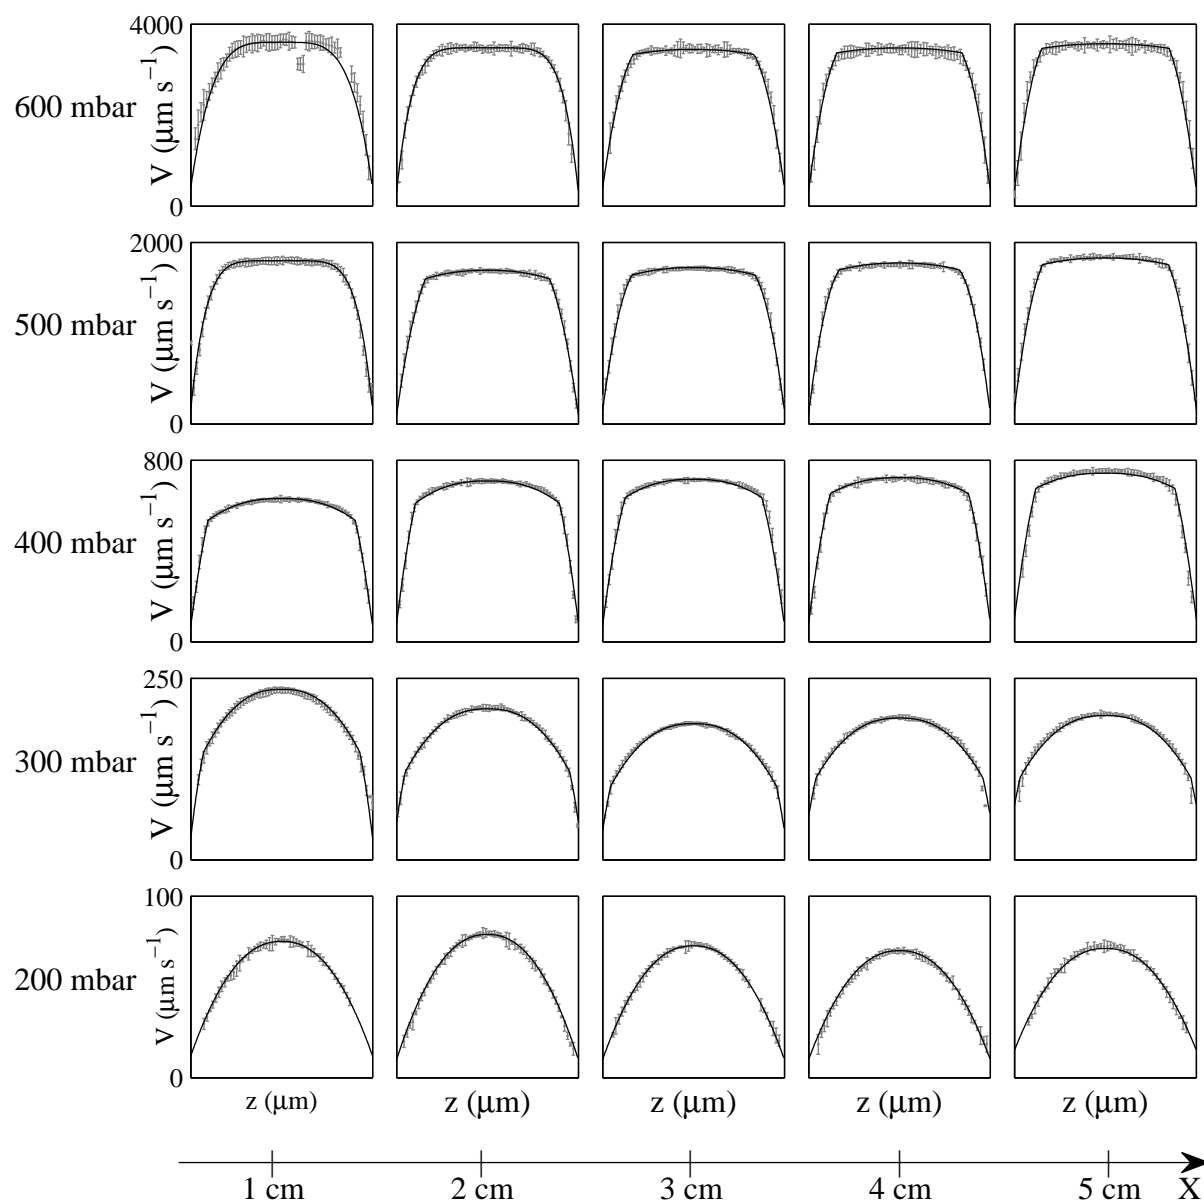 4000
600 mbar
V (μm s⁻¹)
0
2000
500 mbar
V (μm s⁻¹)
0
800
400 mbar
V (μm s⁻¹)
0
250
300 mbar
V (μm s⁻¹)
0
100
200 mbar
V (μm s⁻¹)
0
z (μm) z (μm) z (μm) z (μm) z (μm)
1 cm 2 cm 3 cm 4 cm 5 cm X